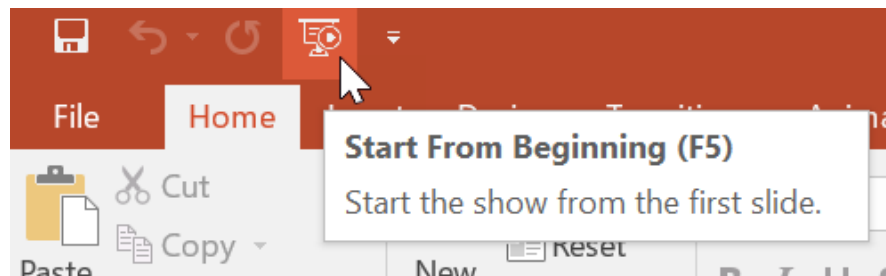 File Home
Start From Beginning (F5)
Start the show from the first slide.
Cut
Copy
Paste
New
Reset